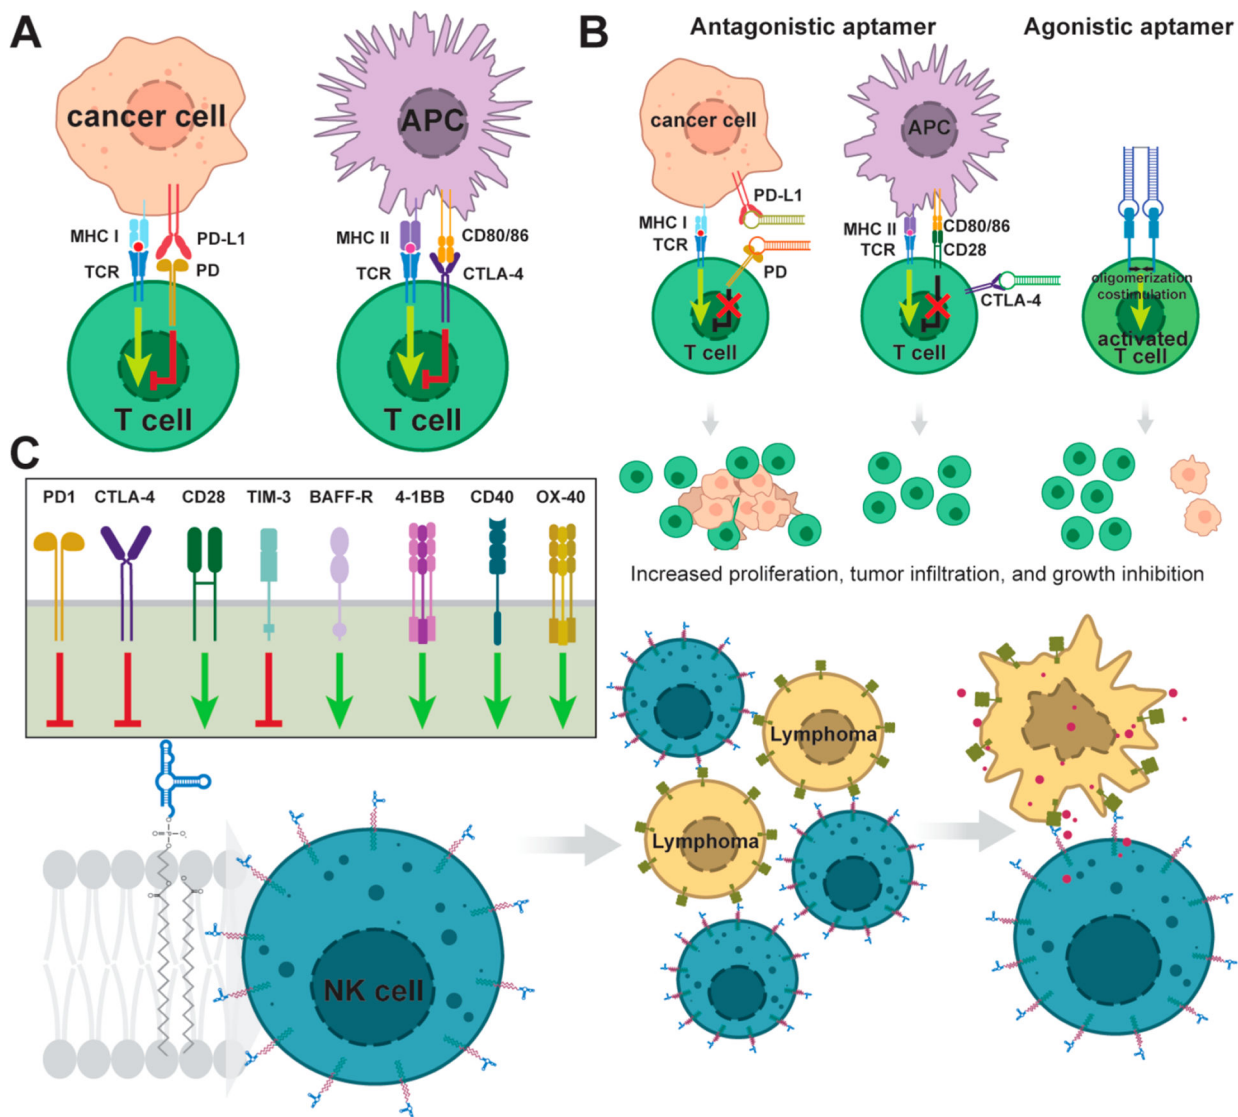 A
cancer cell
APC
MHC I
PD-L1
TCR
PD
MHC II
CD80/86
TCR
CTLA-4
T cell
T cell
B
Antagonistic aptamer
Agonistic aptamer
cancer cell
APC
PD-L1
MHC I
TCR
PD
MHC II
CD80/86
TCR
CD28
CTLA-4
oligomerization
costimulation
T cell
T cell
activated
T cell
Increased proliferation, tumor infiltration, and growth inhibition
C
PD1
CTLA-4
CD28
TIM-3
BAFF-R
4-1BB
CD40
OX-40
NK cell
Lymphoma
Lymphoma